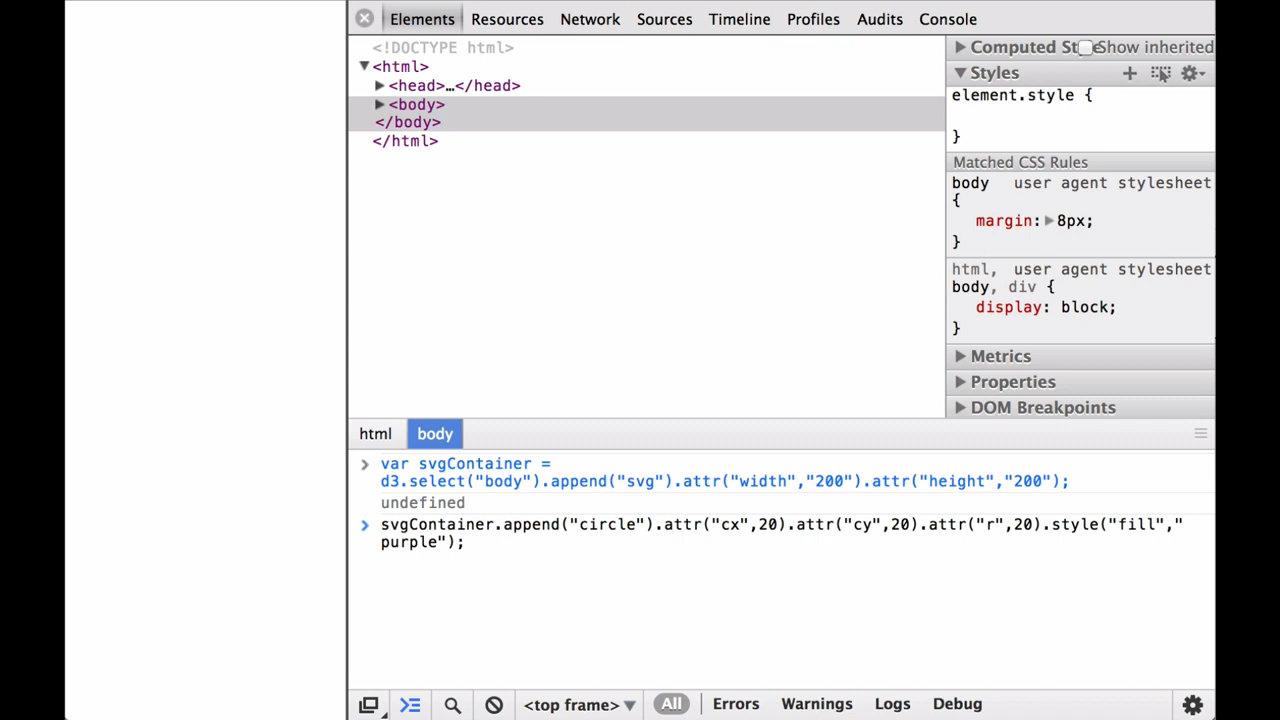 Elements Resources Network Sources Timeline Profiles Audits Console
<!DOCTYPE html>
<html>
<head>…</head>
<body>
</body>
</html>
Computed Show inherited
Styles
element.style {
}
Matched CSS Rules
body user agent stylesheet
{
margin: 8px;
}
html, user agent stylesheet
body, div {
display: block;
}
Metrics
Properties
DOM Breakpoints
html body
var svgContainer =
d3.select("body").append("svg").attr("width","200").attr("height","200");
undefined
svgContainer.append("circle").attr("cx",20).attr("cy",20).attr("r",20).style("fill","
purple");
<top frame> All Errors Warnings Logs Debug